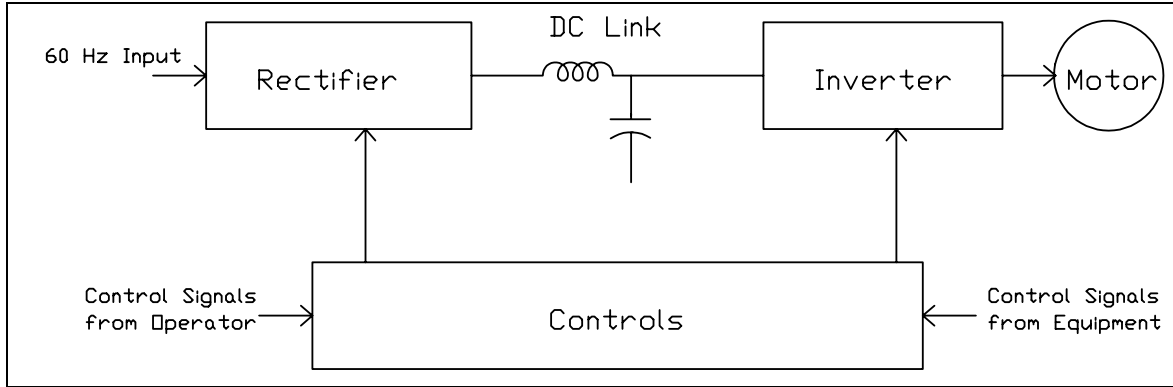 DC Link
60 Hz Input
Rectifier
Inverter
Motor
Control Signals
from Operator
Controls
Control Signals
from Equipment